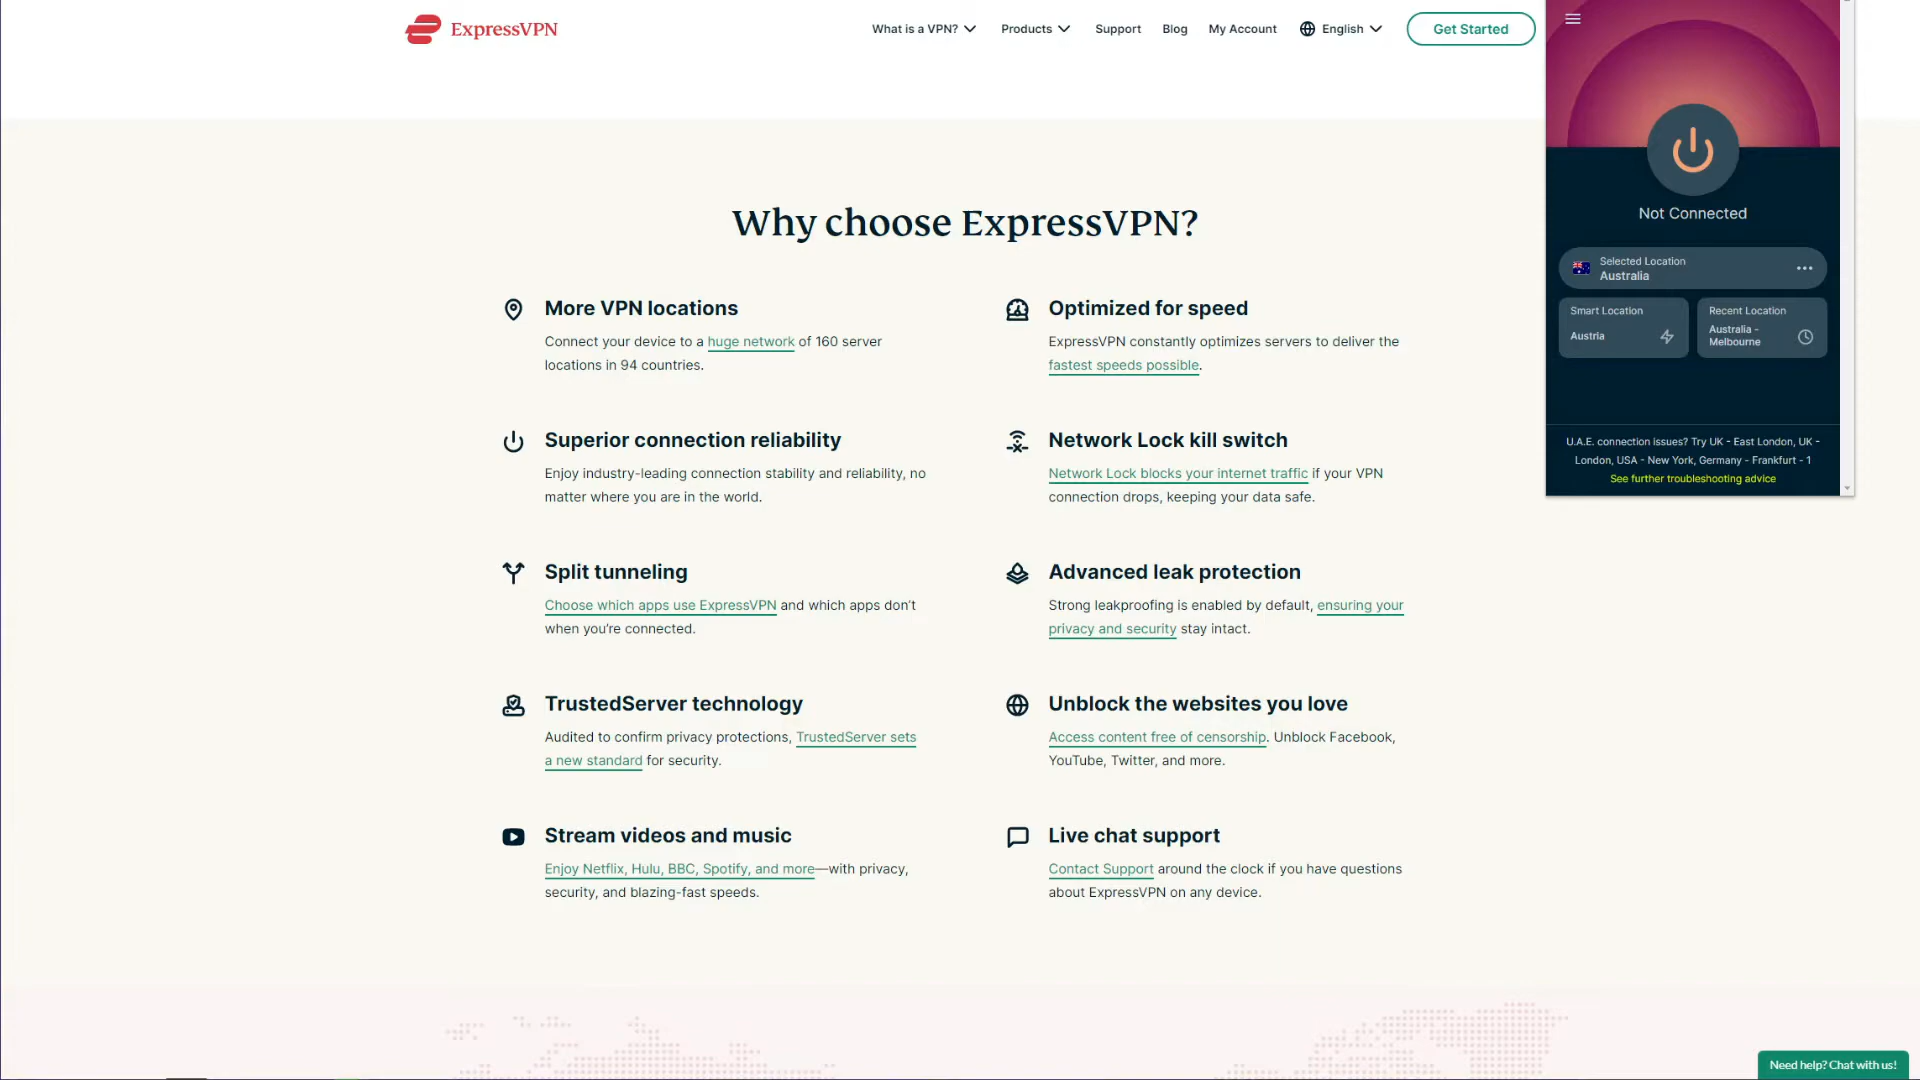 ExpressVPN
What is a VPN?
Products
Support
Blog
My Account
English
Get Started
Why choose ExpressVPN?
More VPN locations
Connect your device to a huge network of 160 server
locations in 94 countries.
Optimized for speed
ExpressVPN constantly optimizes servers to deliver the
fastest speeds possible.
Superior connection reliability
Enjoy industry-leading connection stability and reliability, no
matter where you are in the world.
Network Lock kill switch
Network Lock blocks your internet traffic if your VPN
connection drops, keeping your data safe.
Split tunneling
Choose which apps use ExpressVPN and which apps don’t
when you’re connected.
Advanced leak protection
Strong leakproofing is enabled by default, ensuring your
privacy and security stay intact.
TrustedServer technology
Audited to confirm privacy protections, TrustedServer sets
a new standard for security.
Unblock the websites you love
Access content free of censorship. Unblock Facebook,
YouTube, Twitter, and more.
Stream videos and music
Enjoy Netflix, Hulu, BBC, Spotify, and more—with privacy,
security, and blazing-fast speeds.
Live chat support
Contact Support around the clock if you have questions
about ExpressVPN on any device.
Not Connected
Selected Location
Australia
Smart Location
Austria
Recent Location
Australia -
Melbourne
U.A.E. connection issues? Try UK - East London, UK -
London, USA - New York, Germany - Frankfurt - 1
See further troubleshooting advice
Need help? Chat with us!